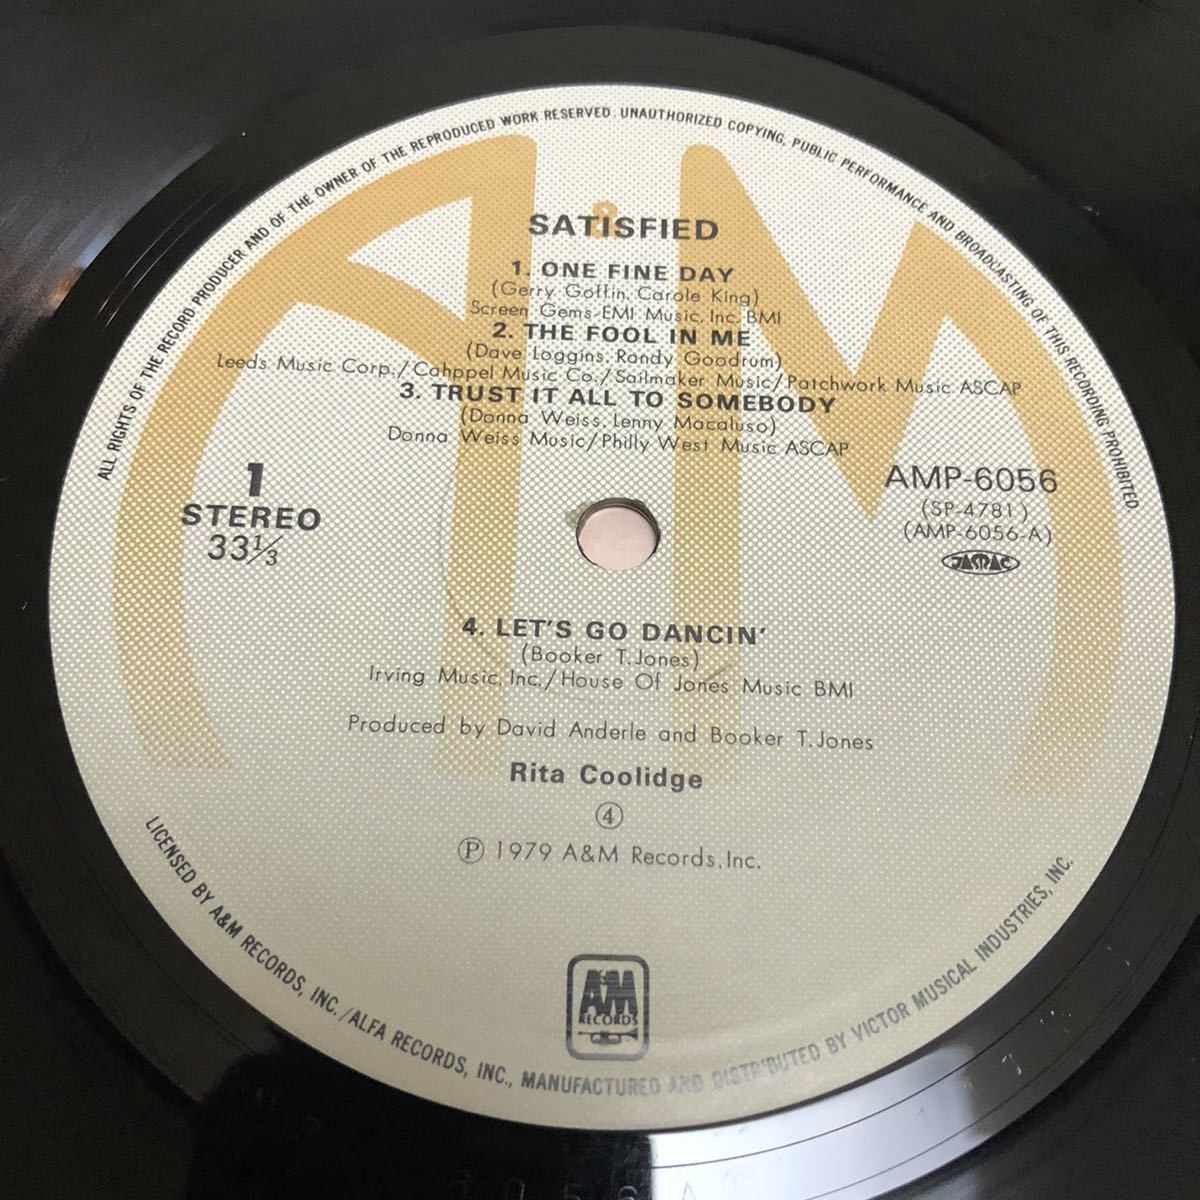 ALL RIGHTS OF THE RECORD PRODUCER AND OF THE OWNER OF THE REPRODUCED WORK RESERVED. UNAUTHORIZED COPYING, PUBLIC PERFORMANCE AND BROADCASTING OF THIS RECORDING PROHIBITED.
A&M
SATISFIED
1. ONE FINE DAY
(Gerry Goffin, Carole King)
Screen Gems-EMI Music, Inc. BMI
2. THE FOOL IN ME
(Dave Loggins, Randy Goodrum)
Leeds Music Corp./Cahppel Music Co./Sailmaker Music/Patchwork Music ASCAP
3. TRUST IT ALL TO SOMEBODY
(Donna Weiss, Lenny Macaluso)
Donna Weiss Music/Philly West Music ASCAP
1
STEREO
33⅓
AMP-6056
(SP-4781)
(AMP-6056-A)
JASRAC
4. LET'S GO DANCIN'
(Booker T. Jones)
Irving Music, Inc./House Of Jones Music BMI
Produced by David Anderle and Booker T. Jones
Rita Coolidge
④
Ⓟ 1979 A&M Records, Inc.
A&M
RECORDS
LICENSED BY A&M RECORDS, INC./ALFA RECORDS, INC., MANUFACTURED AND DISTRIBUTED BY VICTOR MUSICAL INDUSTRIES, INC.